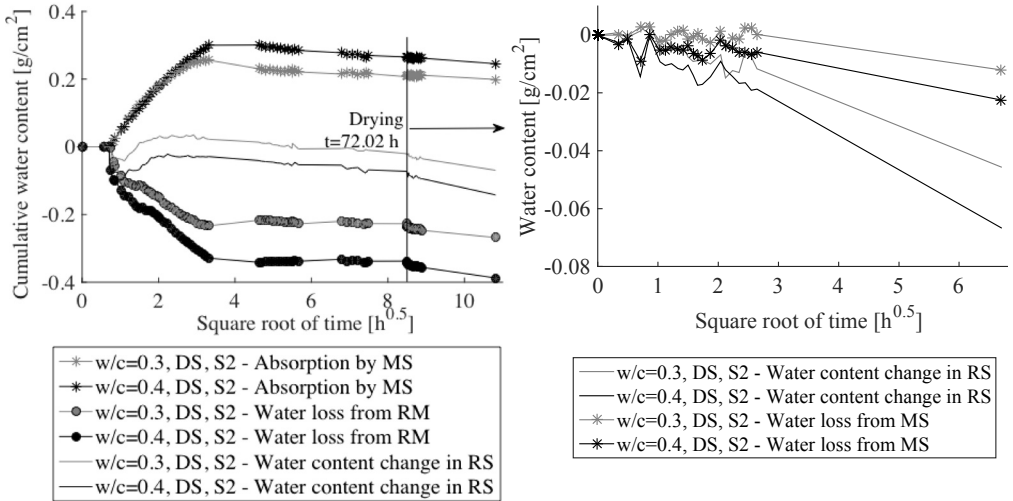 Cumulative water content [g/cm²]
0.4
0.2
0
-0.2
-0.4
Drying
t=72.02 h
0 2 4 6 8 10
Square root of time [h^0.5]
w/c=0.3, DS, S2 - Absorption by MS
w/c=0.4, DS, S2 - Absorption by MS
w/c=0.3, DS, S2 - Water loss from RM
w/c=0.4, DS, S2 - Water loss from RM
w/c=0.3, DS, S2 - Water content change in RS
w/c=0.4, DS, S2 - Water content change in RS
Water content [g/cm²]
0
-0.02
-0.04
-0.06
-0.08
0 1 2 3 4 5 6
Square root of time [h^0.5]
w/c=0.3, DS, S2 - Water content change in RS
w/c=0.4, DS, S2 - Water content change in RS
w/c=0.3, DS, S2 - Water loss from MS
w/c=0.4, DS, S2 - Water loss from MS